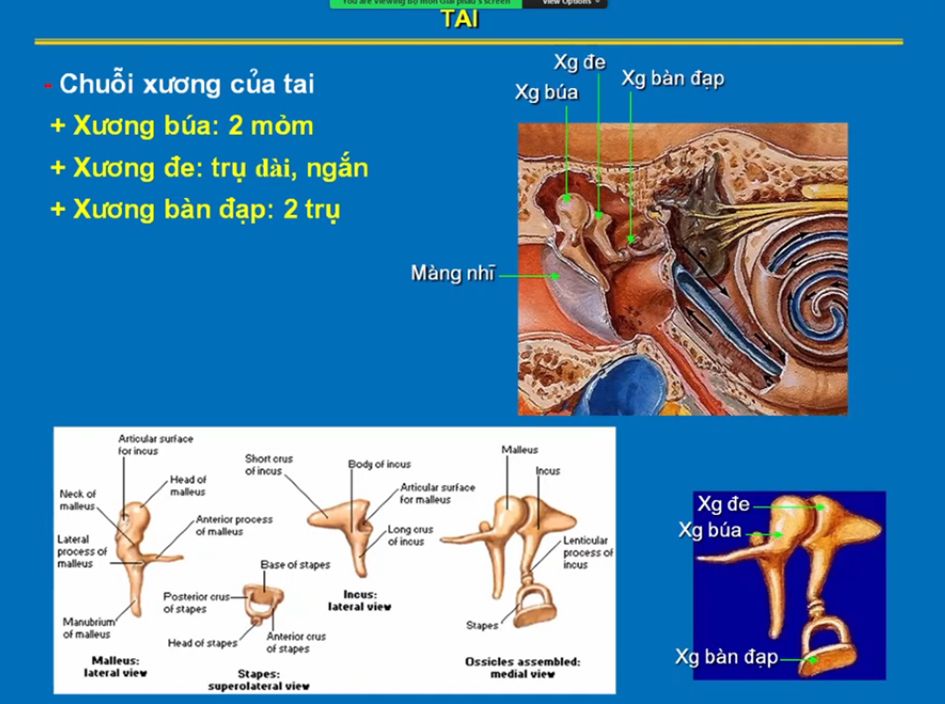 You are viewing Bộ môn Giải phẫu's screen
View Options
TAI
- Chuỗi xương của tai
+ Xương búa: 2 mỏm
+ Xương đe: trụ dài, ngắn
+ Xương bàn đạp: 2 trụ
Xg đe
Xg búa
Xg bàn đạp
Màng nhĩ
Articular surface
for incus
Head of
malleus
Neck of
malleus
Anterior process
of malleus
Lateral
process of
malleus
Manubrium
of malleus
Malleus:
lateral view
Short crus
of incus
Body of incus
Articular surface
for malleus
Long crus
of incus
Incus:
lateral view
Base of stapes
Posterior crus
of stapes
Head of stapes
Anterior crus
of stapes
Stapes:
superolateral view
Malleus
Incus
Lenticular
process of
incus
Stapes
Ossicles assembled:
medial view
Xg đe
Xg búa
Xg bàn đạp